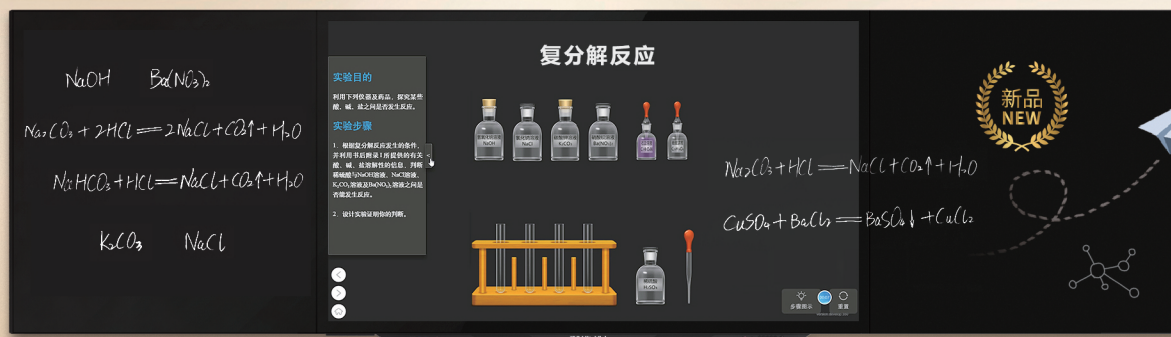 NaOH Ba(NO₃)₂
Na₂CO₃+2HCl══2NaCl+CO₂↑+H₂O
NaHCO₃+HCl══NaCl+CO₂↑+H₂O
K₂CO₃ NaCl
复分解反应
实验目的
利用下列仪器及药品，探究某些
酸、碱、盐之间是否发生反应。
实验步骤
1．根据复分解反应发生的条件，
并利用书后附录I所提供的有关
酸、碱、盐溶解性的信息，判断
稀硫酸与NaOH溶液、NaCl溶液、
K₂CO₃溶液及Ba(NO₃)₂溶液之间是
否能发生反应。
2．设计实验证明你的判断。
NaOH
NaCl
K₂CO₃
Ba(NO₃)₂
稀硫酸
H₂SO₄
步骤图示
重置
Na₂CO₃+HCl══NaCl+CO₂↑+H₂O
CuSO₄+BaCl₂══BaSO₄↓+CuCl₂
新品
NEW